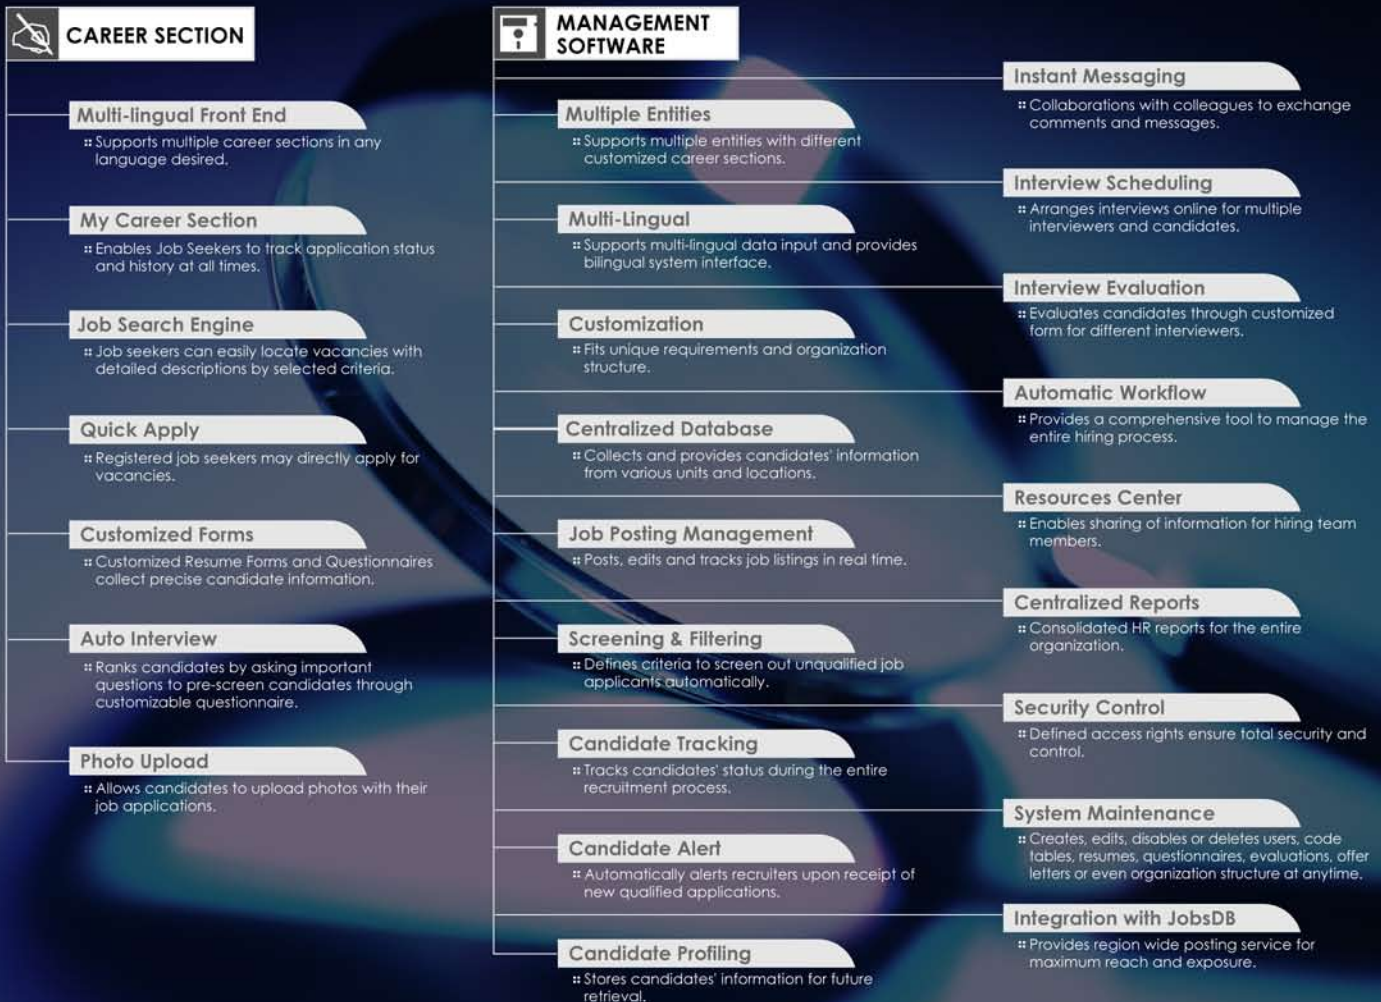 CAREER SECTION
Multi-lingual Front End
:: Supports multiple career sections in any
language desired.
My Career Section
:: Enables Job Seekers to track application status
and history at all times.
Job Search Engine
:: Job seekers can easily locate vacancies with
detailed descriptions by selected criteria.
Quick Apply
:: Registered job seekers may directly apply for
vacancies.
Customized Forms
:: Customized Resume Forms and Questionnaires
collect precise candidate information.
Auto Interview
:: Ranks candidates by asking important
questions to pre-screen candidates through
customizable questionnaire.
Photo Upload
:: Allows candidates to upload photos with their
job applications.
MANAGEMENT
SOFTWARE
Multiple Entities
:: Supports multiple entities with different
customized career sections.
Multi-Lingual
:: Supports multi-lingual data input and provides
bilingual system interface.
Customization
:: Fits unique requirements and organization
structure.
Centralized Database
:: Collects and provides candidates' information
from various units and locations.
Job Posting Management
:: Posts, edits and tracks job listings in real time.
Screening & Filtering
:: Defines criteria to screen out unqualified job
applicants automatically.
Candidate Tracking
:: Tracks candidates' status during the entire
recruitment process.
Candidate Alert
:: Automatically alerts recruiters upon receipt of
new qualified applications.
Candidate Profiling
:: Stores candidates' information for future
retrieval.
Instant Messaging
:: Collaborations with colleagues to exchange
comments and messages.
Interview Scheduling
:: Arranges interviews online for multiple
interviewers and candidates.
Interview Evaluation
:: Evaluates candidates through customized
form for different interviewers.
Automatic Workflow
:: Provides a comprehensive tool to manage the
entire hiring process.
Resources Center
:: Enables sharing of information for hiring team
members.
Centralized Reports
:: Consolidated HR reports for the entire
organization.
Security Control
:: Defined access rights ensure total security and
control.
System Maintenance
:: Creates, edits, disables or deletes users, code
tables, resumes, questionnaires, evaluations, offer
letters or even organization structure at anytime.
Integration with JobsDB
:: Provides region wide posting service for
maximum reach and exposure.